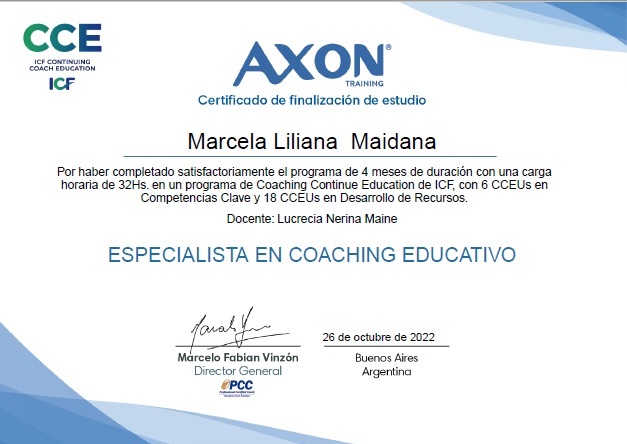 CCE
ICF CONTINUING
COACH EDUCATION
ICF
AXON®
TRAINING
Certificado de finalización de estudio
Marcela Liliana Maidana
Por haber completado satisfactoriamente el programa de 4 meses de duración con una carga
horaria de 32Hs. en un programa de Coaching Continue Education de ICF, con 6 CCEUs en
Competencias Clave y 18 CCEUs en Desarrollo de Recursos.
Docente: Lucrecia Nerina Maine
ESPECIALISTA EN COACHING EDUCATIVO
26 de octubre de 2022
Marcelo Fabian Vinzón
Director General
Buenos Aires
Argentina
PCC